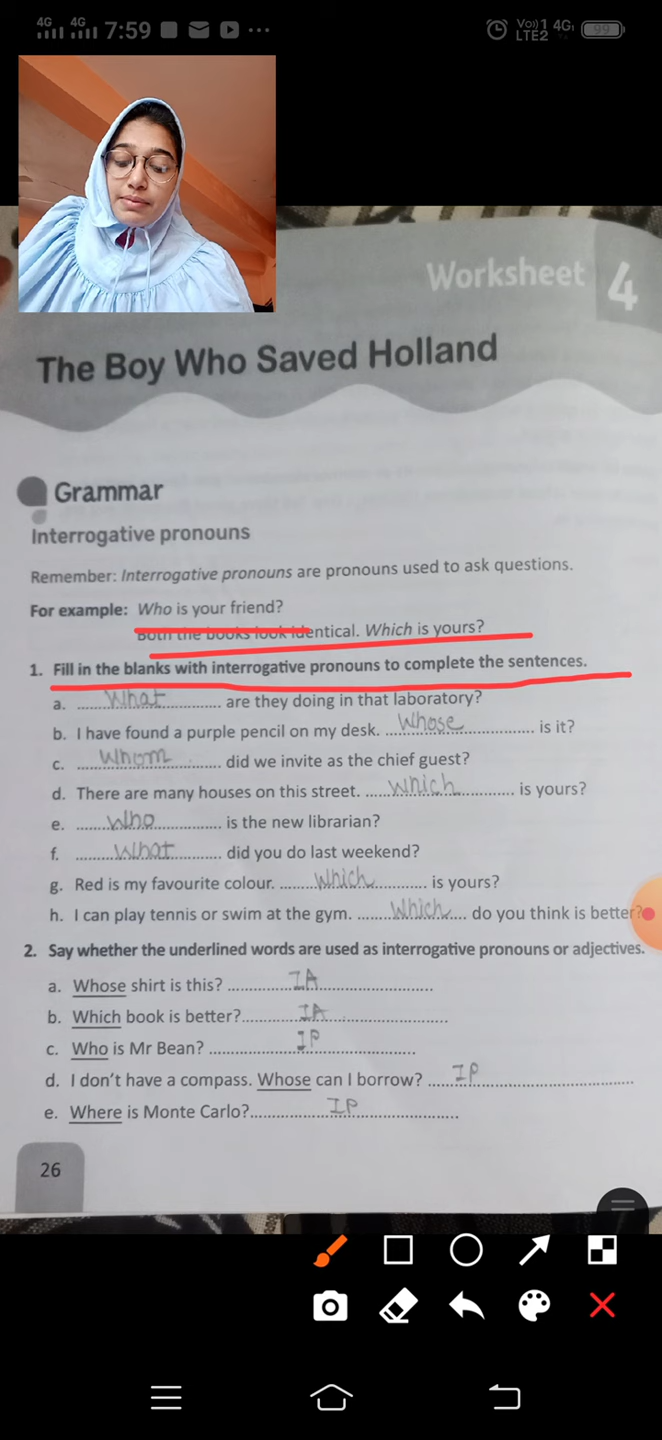 4G 4G 7:59 ... Vo)) 1 4G
LTE2 99
Worksheet 4
The Boy Who Saved Holland
Grammar
Interrogative pronouns
Remember: Interrogative pronouns are pronouns used to ask questions.
For example: Who is your friend?
Both the books look identical. Which is yours?
1. Fill in the blanks with interrogative pronouns to complete the sentences.
a. What are they doing in that laboratory?
b. I have found a purple pencil on my desk. Whose is it?
c. Whom did we invite as the chief guest?
d. There are many houses on this street. Which is yours?
e. Who is the new librarian?
f. What did you do last weekend?
g. Red is my favourite colour. Which is yours?
h. I can play tennis or swim at the gym. Which do you think is better?
2. Say whether the underlined words are used as interrogative pronouns or adjectives.
a. Whose shirt is this? IA
b. Which book is better? IA
c. Who is Mr Bean? IP
d. I don't have a compass. Whose can I borrow? IP
e. Where is Monte Carlo? IP
26